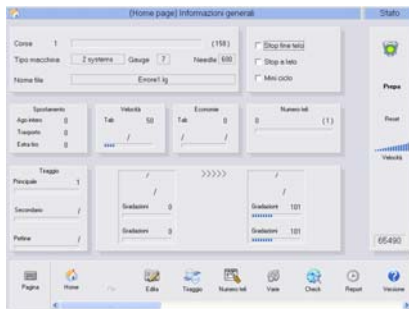 (Home page) Informazioni generali
Stato
Corsa 1 (158)
Tipo macchina 2 systems Gauge 7 Needle 600
Nome file Errore1.lg
Stop fine telo
Stop a telo
Mini ciclo
Prepa
Reset
Velocità
65490
Spostamento
Ago intero 0
Trasporto 0
Extra fini 0
Velocità
Tab 50
/
Economie
Tab 0
/
Numero teli
0 (1)
Tiraggio
Principale 1
Secondario /
Pettine /
/
/
Gradazioni 0
Gradazioni 0
>>>>>
/
/
Gradazioni 101
Gradazioni 101
Pagina
Home
Edita
Tiraggio
Numero teli
Varie
Check
Report
Versione